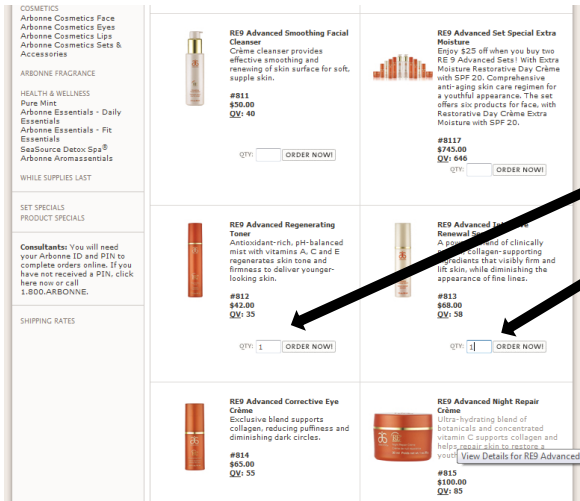 COSMETICS
Arbonne Cosmetics Face
Arbonne Cosmetics Eyes
Arbonne Cosmetics Lips
Arbonne Cosmetics Sets &
Accessories
ARBONNE FRAGRANCE
HEALTH & WELLNESS
Pure Mint
Arbonne Essentials - Daily
Essentials
Arbonne Essentials - Fit
Essentials
SeaSource Detox Spa®
Arbonne Aromassentials
WHILE SUPPLIES LAST
SET SPECIALS
PRODUCT SPECIALS
Consultants: You will need
your Arbonne ID and PIN to
complete orders online. If you
have not received a PIN, click
here now or call
1.800.ARBONNE.
SHIPPING RATES
RE9 Advanced Smoothing Facial
Cleanser
Crème cleanser provides
effective smoothing and
renewing of skin surface for soft,
supple skin.
#811
$50.00
QV: 40
QTY: ORDER NOW!
RE9 Advanced Set Special Extra
Moisture
Enjoy $25 off when you buy two
RE 9 Advanced Sets! With Extra
Moisture Restorative Day Crème
with SPF 20. Comprehensive
anti-aging skin care regimen for
a youthful appearance. The set
offers six products for face, with
Restorative Day Crème Extra
Moisture with SPF 20.
#8117
$745.00
QV: 646
QTY: ORDER NOW!
RE9 Advanced Regenerating
Toner
Antioxidant-rich, pH-balanced
mist with vitamins A, C and E
regenerates skin tone and
firmness to deliver younger-
looking skin.
#812
$42.00
QV: 35
QTY: 1 ORDER NOW!
RE9 Advanced
Renewal
A of clinically
collagen-supporting
ingredients that visibly firm and
lift skin, while diminishing the
appearance of fine lines.
#813
$68.00
QV: 58
QTY: 1 ORDER NOW!
RE9 Advanced Corrective Eye
Crème
Exclusive blend supports
collagen, reducing puffiness and
diminishing dark circles.
#814
$65.00
QV: 55
RE9 Advanced Night Repair
Crème
Ultra-hydrating blend of
botanicals and concentrated
vitamin C supports collagen and
helps repair skin to restore a
View Details for RE9 Advanced
#815
$100.00
QV: 85